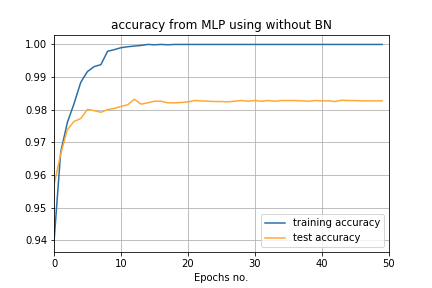 accuracy from MLP using without BN
1.00
0.99
0.98
0.97
0.96
0.95
0.94
training accuracy
test accuracy
0 10 20 30 40 50
Epochs no.